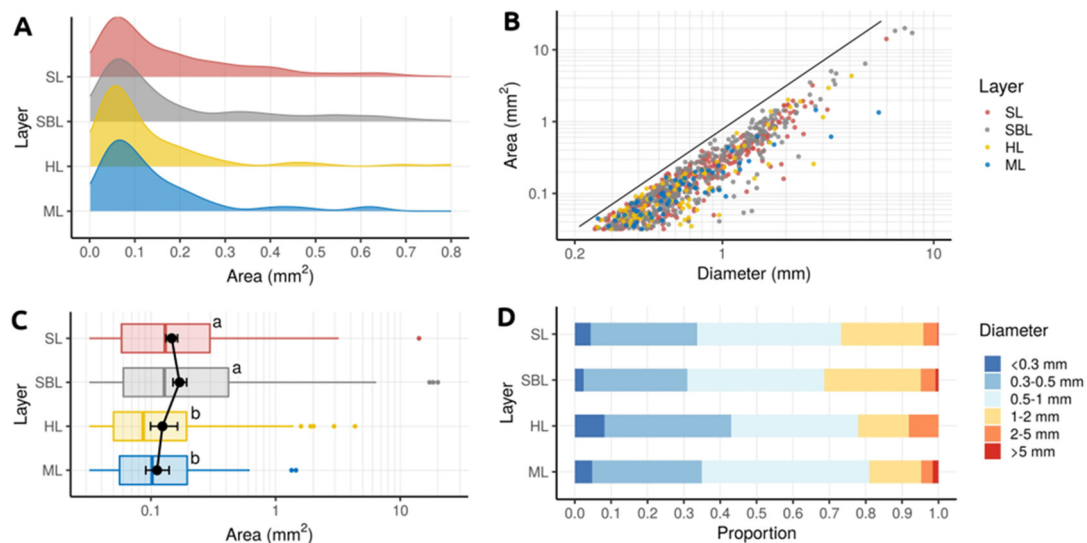 A
SL
SBL
HL
ML
Layer
0.0 0.1 0.2 0.3 0.4 0.5 0.6 0.7 0.8
Area (mm²)
B
10
1
0.1
Area (mm²)
0.2 1 10
Diameter (mm)
Layer
SL
SBL
HL
ML
C
SL
SBL
HL
ML
Layer
a
a
b
b
0.1 1 10
Area (mm²)
D
SL
SBL
HL
ML
Layer
0.0 0.1 0.2 0.3 0.4 0.5 0.6 0.7 0.8 0.9 1.0
Proportion
Diameter
<0.3 mm
0.3-0.5 mm
0.5-1 mm
1-2 mm
2-5 mm
>5 mm